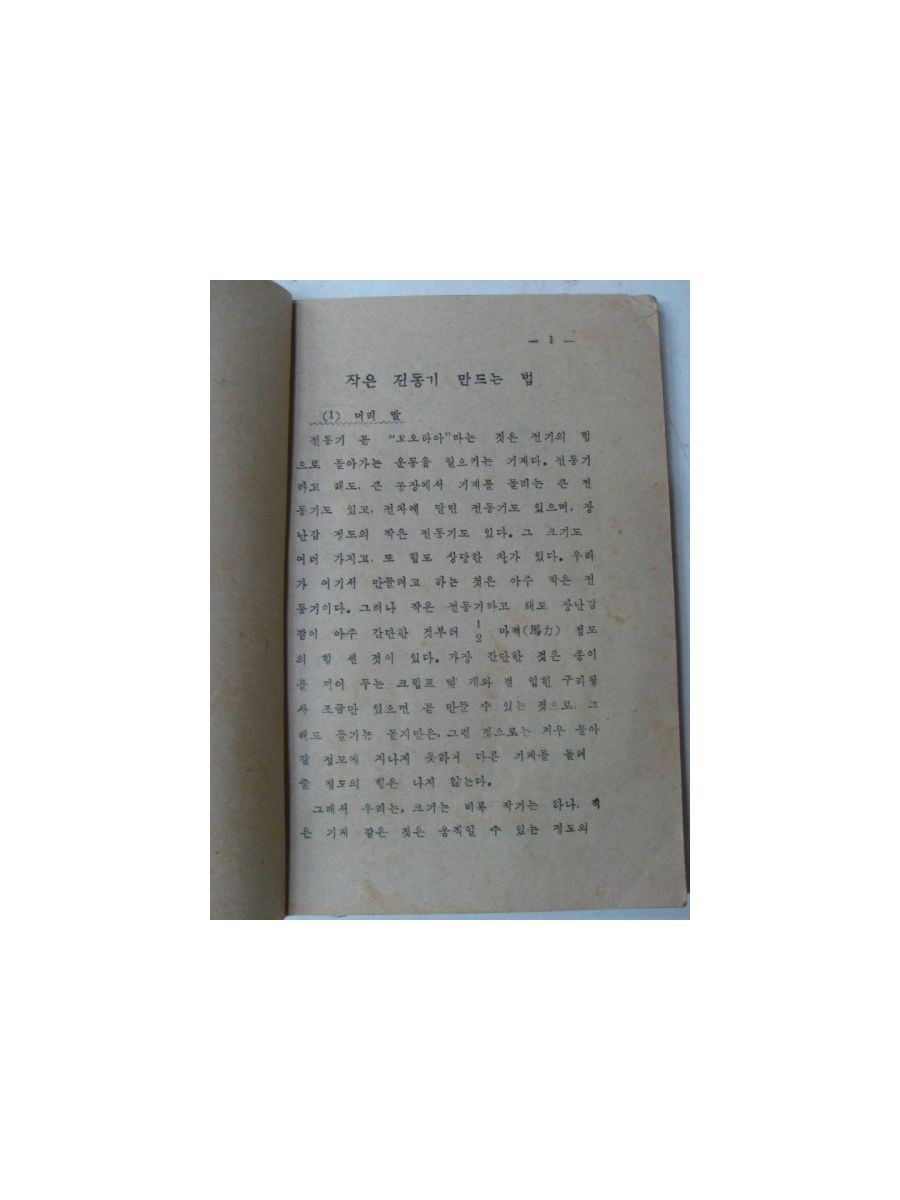 — 1 —
작은 전동기 만드는 법
(1) 머리 말
전동기 곧 “모오타아”라는 것은 전기의 힘
으로 돌아가는 운동을 일으키는 기계다. 전동기
라고 해도, 큰 공장에서 기계를 돌리는 큰 전
동기도 있고, 전차에 달린 전동기도 있으며, 장
난감 정도의 작은 전동기도 있다. 그 크기도
여러 가지고, 또 힘도 상당한 차가 있다. 우리
가 여기서 만들려고 하는 것은 아주 작은 전
동기이다. 그러나 작은 전동기라고 해도 장난감
같이 아주 간단한 것부터 1/2 마력(馬力) 정도
의 힘 센 것이 있다. 가장 간단한 것은 종이
를 끼어 두는 크립프 몇 개와 겉 입힌 구리철
사 조금만 있으면 곧 만들 수 있는 것으로, 그
래도 돌기는 돌지만은, 그런 것으로는 겨우 돌아
갈 정도에 지나지 못하여 다른 기계를 돌려
줄 정도의 힘은 나지 않는다.
그래서 우리는, 크기는 비록 작기는 하나, 작
은 기계 같은 것은 움직일 수 있는 정도의